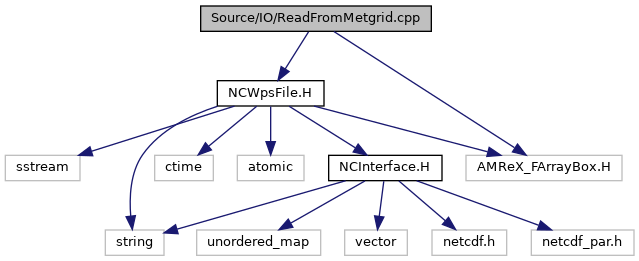 Source/IO/ReadFromMetgrid.cpp
NCWpsFile.H
sstream
ctime
atomic
NCInterface.H
AMReX_FArrayBox.H
string
unordered_map
vector
netcdf.h
netcdf_par.h